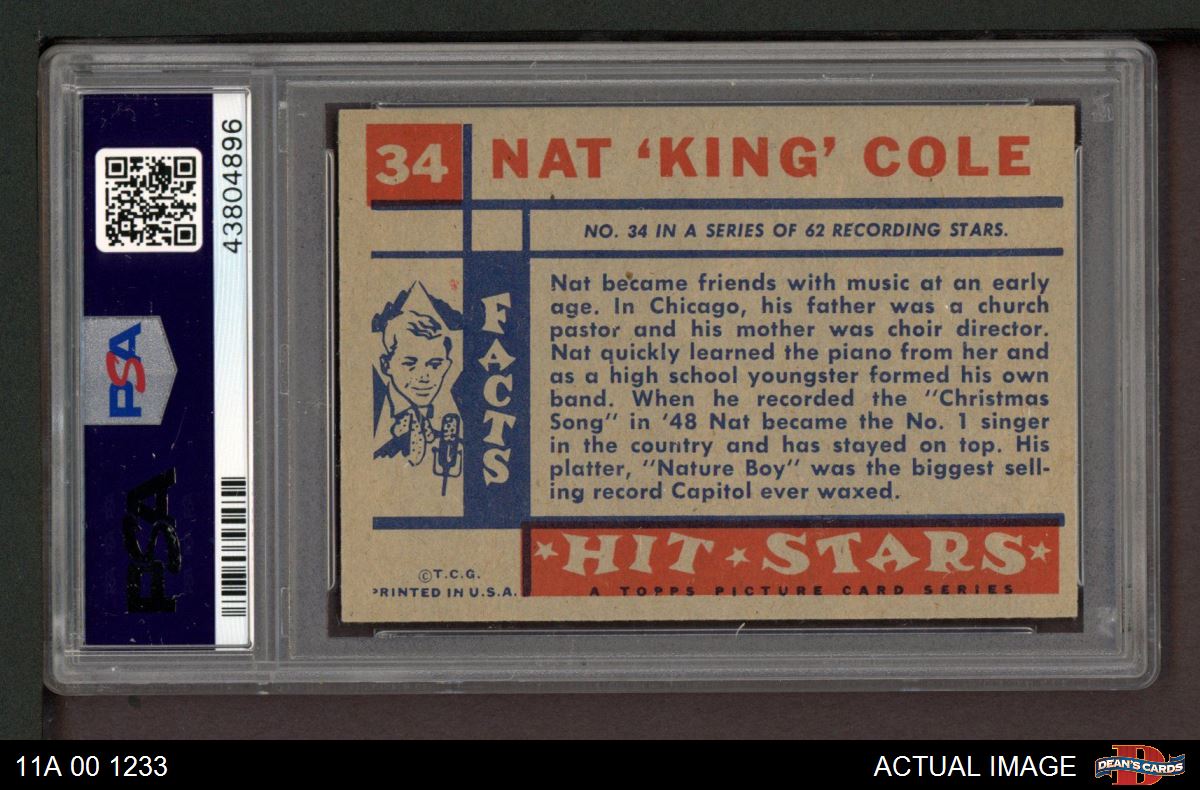 34
NAT 'KING' COLE
NO. 34 IN A SERIES OF 62 RECORDING STARS.
FACTS
Nat became friends with music at an early
age. In Chicago, his father was a church
pastor and his mother was choir director.
Nat quickly learned the piano from her and
as a high school youngster formed his own
band. When he recorded the "Christmas
Song" in '48 Nat became the No. 1 singer
in the country and has stayed on top. His
platter, "Nature Boy" was the biggest sell-
ing record Capitol ever waxed.
HIT STARS
A TOPPS PICTURE CARD SERIES
©T.C.G.
PRINTED IN U.S.A.
43804896
PSA
PSA
11A 00 1233
ACTUAL IMAGE
D
DEAN'S CARDS